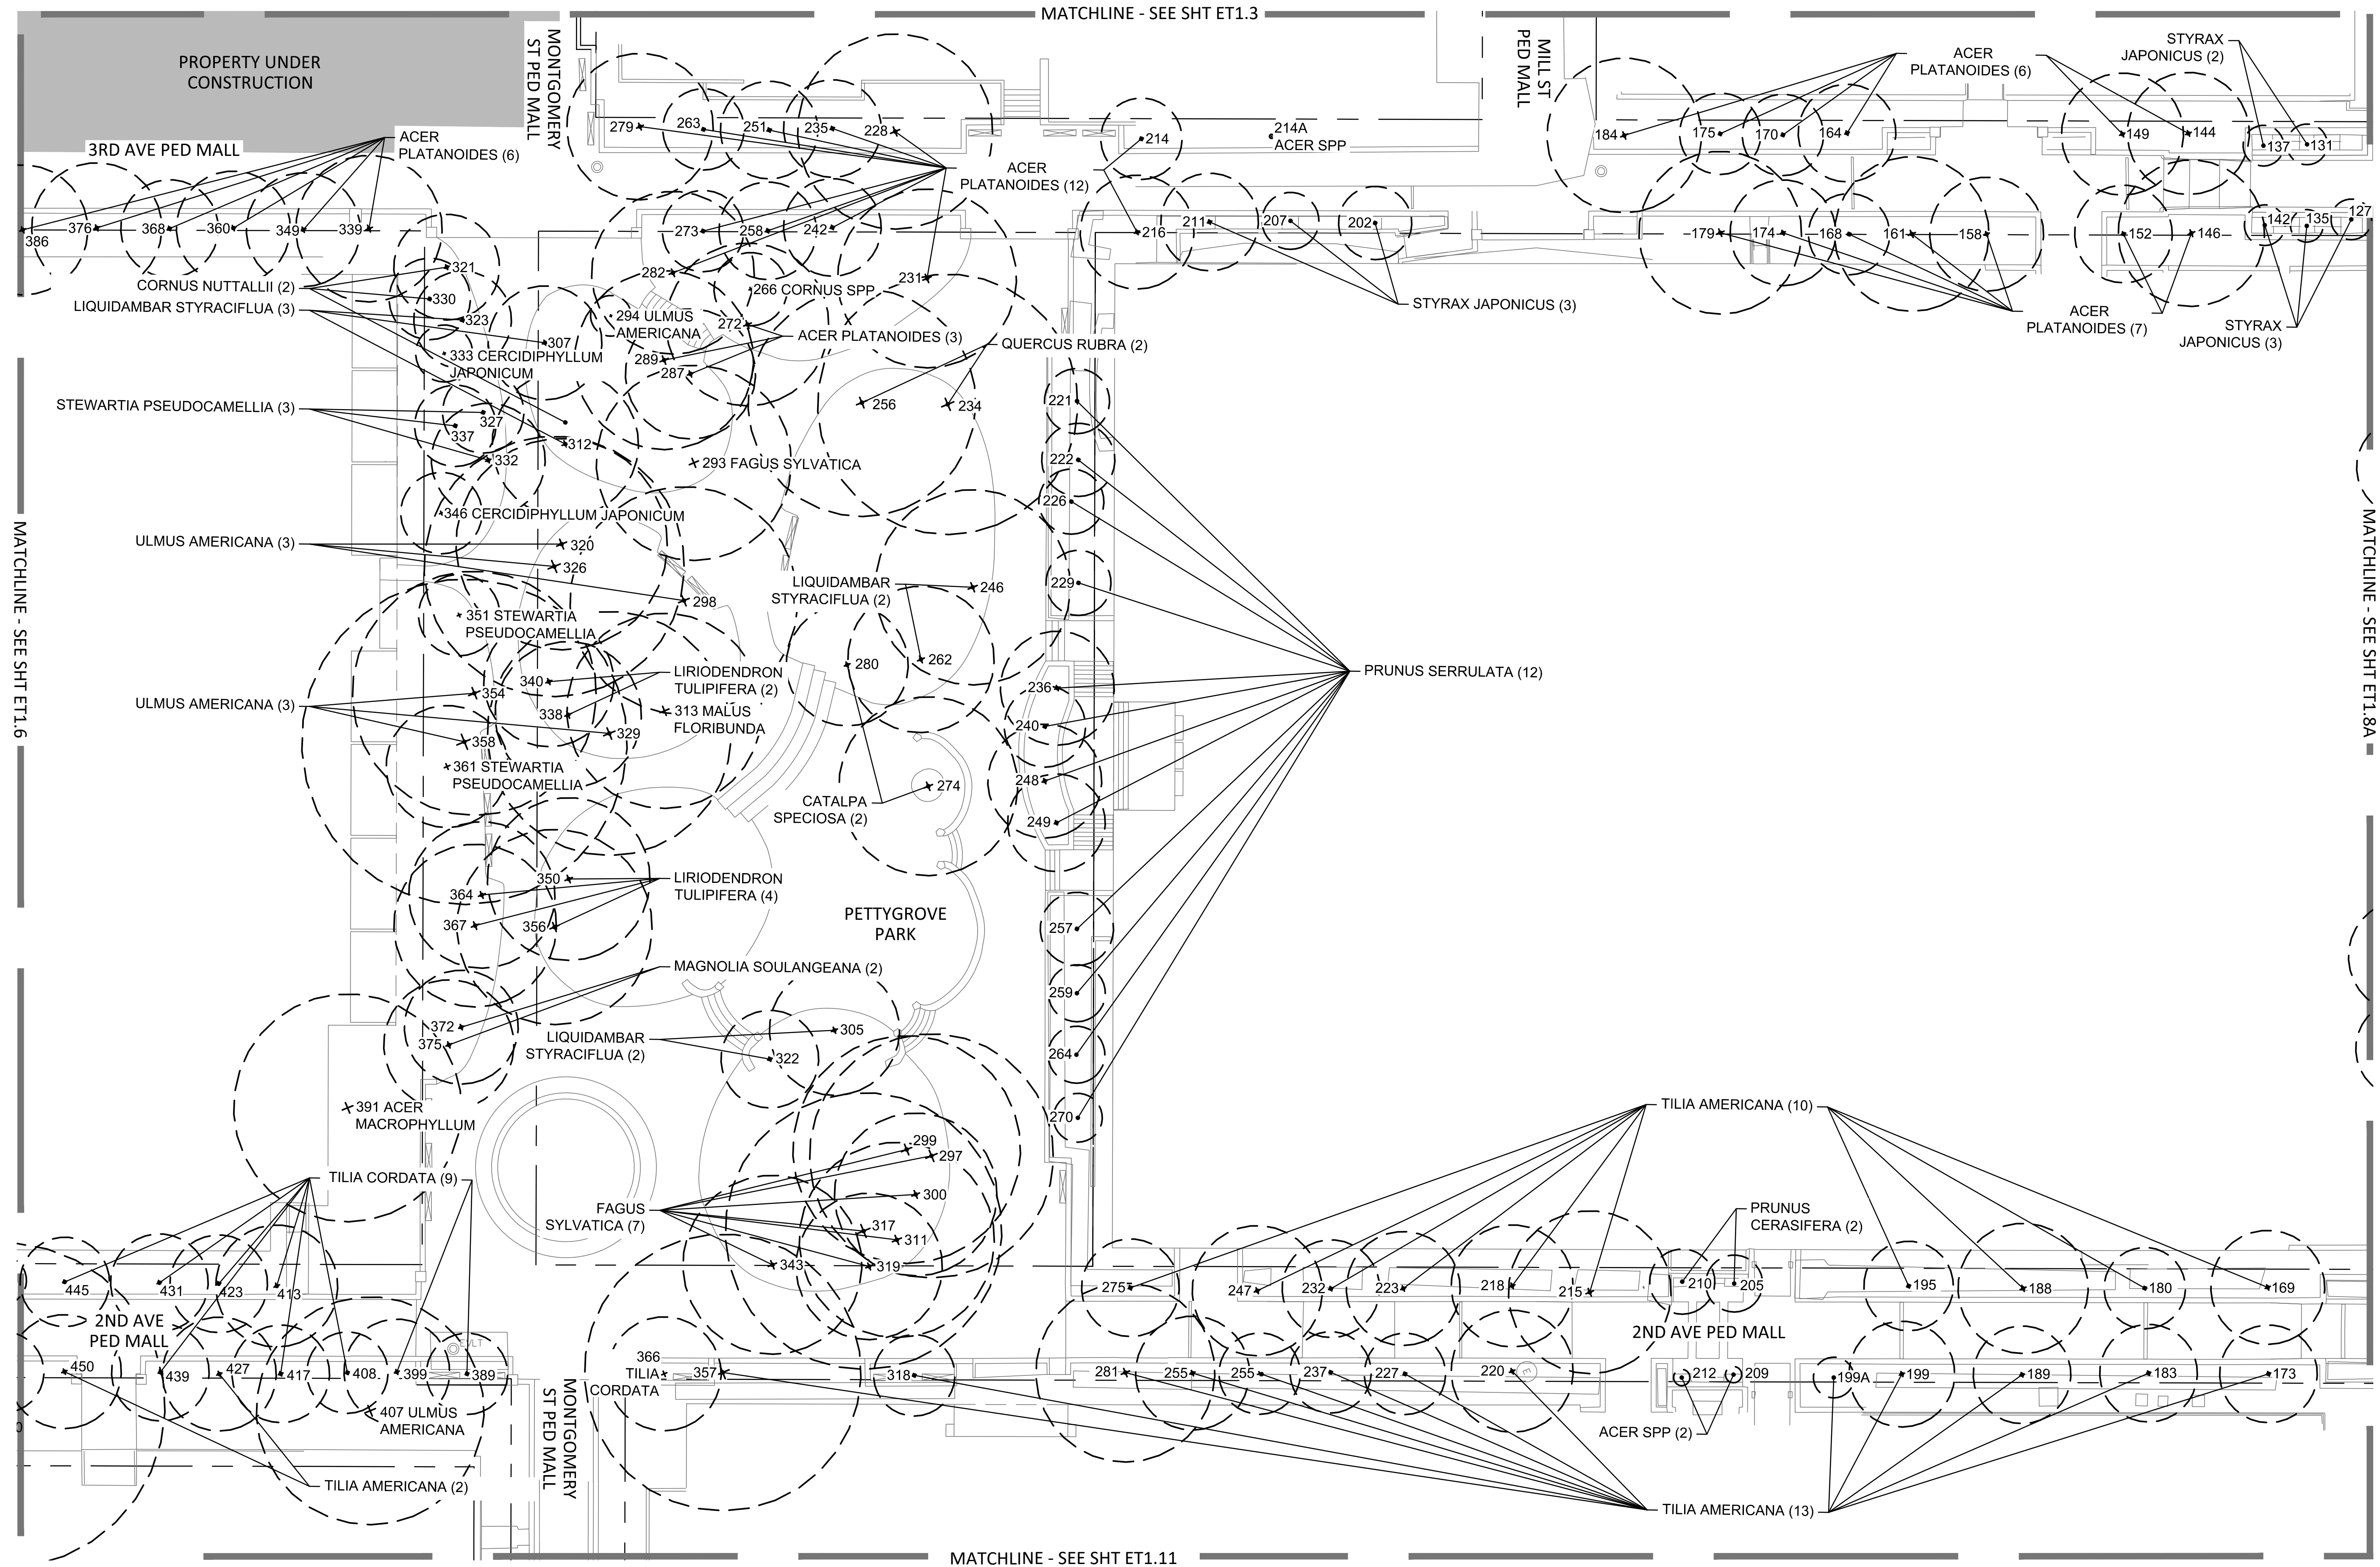 MATCHLINE - SEE SHT ET1.3
PROPERTY UNDER
CONSTRUCTION
MONTGOMERY
ST PED MALL
MILL ST
PED MALL
STYRAX
JAPONICUS (2)
ACER
PLATANOIDES (6)
3RD AVE PED MALL
ACER
PLATANOIDES (6)
279
263
251
235
228
214
214A
ACER SPP
184
175
170
164
149
144
137
131
ACER
PLATANOIDES (12)
386
376
368
360
349
339
273
258
242
216
211
207
202
179
174
168
161
158
152
146
142
135
127
321
282
231
CORNUS NUTTALLII (2)
330
266 CORNUS SPP
LIQUIDAMBAR STYRACIFLUA (3)
323
294 ULMUS
AMERICANA
272
STYRAX JAPONICUS (3)
ACER
PLATANOIDES (7)
STYRAX
JAPONICUS (3)
307
ACER PLATANOIDES (3)
QUERCUS RUBRA (2)
333 CERCIDIPHYLLUM
JAPONICUM
289
287
STEWARTIA PSEUDOCAMELLIA (3)
327
337
256
234
221
312
332
293 FAGUS SYLVATICA
222
226
346 CERCIDIPHYLLUM JAPONICUM
ULMUS AMERICANA (3)
320
326
298
LIQUIDAMBAR
STYRACIFLUA (2)
246
229
MATCHLINE - SEE SHT ET1.6
MATCHLINE - SEE SHT ET1.8A
351 STEWARTIA
PSEUDOCAMELLIA
280
262
PRUNUS SERRULATA (12)
340
LIRIODENDRON
TULIPIFERA (2)
236
354
ULMUS AMERICANA (3)
338
313 MALUS
FLORIBUNDA
329
240
358
361 STEWARTIA
PSEUDOCAMELLIA
274
248
CATALPA
SPECIOSA (2)
249
350
LIRIODENDRON
TULIPIFERA (4)
364
367
356
PETTYGROVE
PARK
257
MAGNOLIA SOULANGEANA (2)
259
372
375
305
LIQUIDAMBAR
STYRACIFLUA (2)
322
264
391 ACER
MACROPHYLLUM
270
TILIA AMERICANA (10)
299
297
TILIA CORDATA (9)
300
FAGUS
SYLVATICA (7)
317
311
PRUNUS
CERASIFERA (2)
343
319
445
431
423
413
275
247
232
223
218
215
210
205
195
188
180
169
2ND AVE
PED MALL
2ND AVE PED MALL
450
439
427
417
408
399
389
366
TILIA
CORDATA
357
318
281
255
255
237
227
220
212
209
199A
199
189
183
173
407 ULMUS
AMERICANA
ACER SPP (2)
MONTGOMERY
ST PED MALL
TILIA AMERICANA (2)
TILIA AMERICANA (13)
MATCHLINE - SEE SHT ET1.11